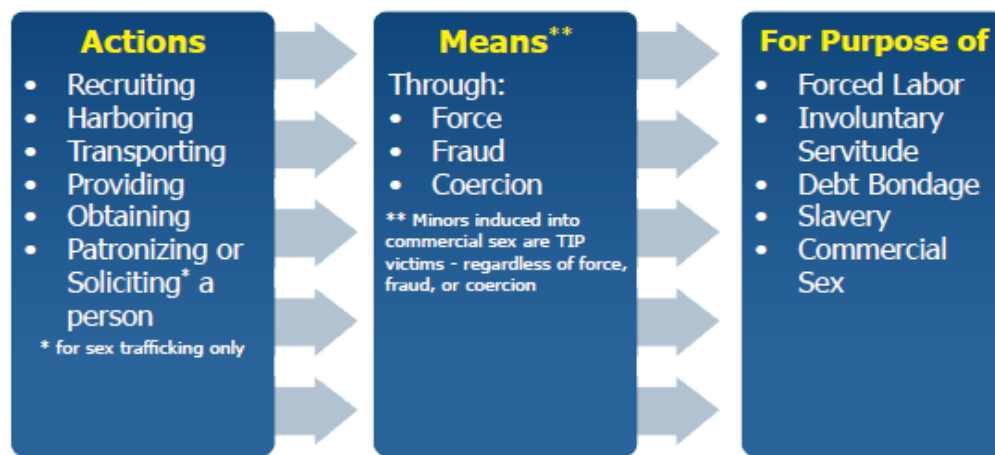 Actions
• Recruiting
• Harboring
• Transporting
• Providing
• Obtaining
• Patronizing or
Soliciting* a
person
* for sex trafficking only
Means**
Through:
• Force
• Fraud
• Coercion
** Minors induced into
commercial sex are TIP
victims - regardless of force,
fraud, or coercion
For Purpose of
• Forced Labor
• Involuntary
Servitude
• Debt Bondage
• Slavery
• Commercial
Sex